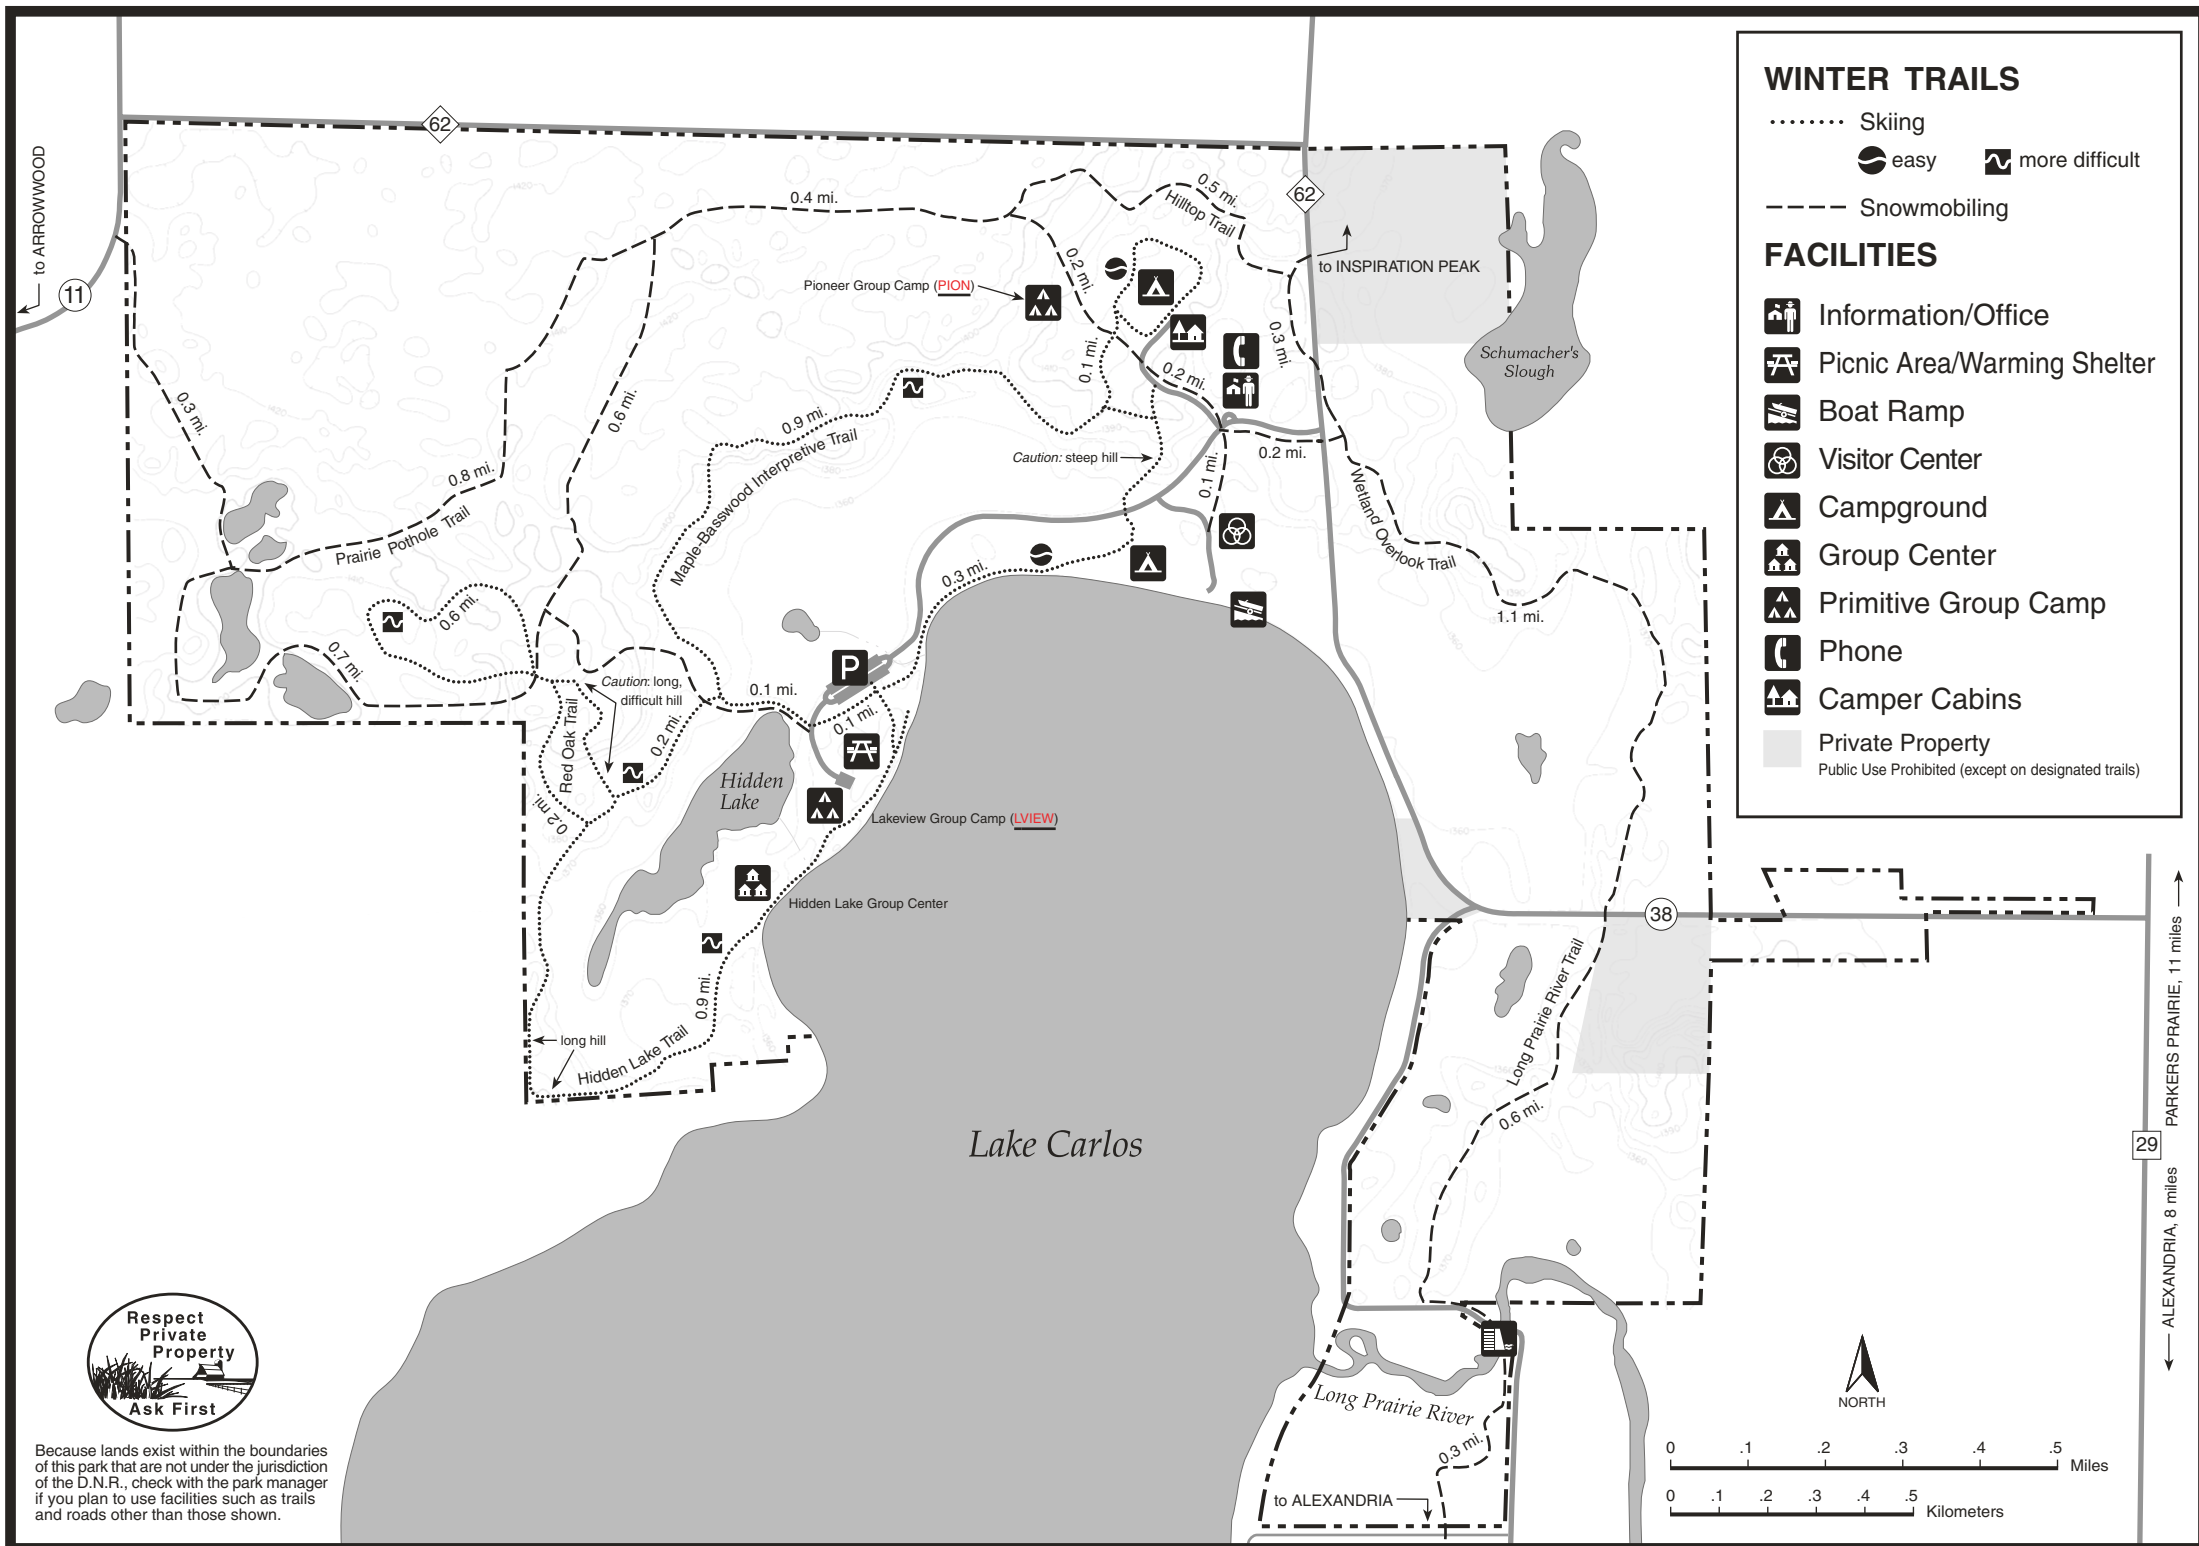 WINTER TRAILS
Skiing
easy
more difficult
Snowmobiling
FACILITIES
Information/Office
Picnic Area/Warming Shelter
Boat Ramp
Visitor Center
Campground
Group Center
Primitive Group Camp
Phone
Camper Cabins
Private Property
Public Use Prohibited (except on designated trails)
62
to ARROWWOOD
11
0.4 mi.
0.5 mi.
Hilltop Trail
62
to INSPIRATION PEAK
Pioneer Group Camp (PION)
0.2 mi.
0.3 mi.
Schumacher's
Slough
0.1 mi.
0.2 mi.
0.3 mi.
0.6 mi.
0.9 mi.
Maple-Basswood Interpretive Trail
Caution: steep hill
0.2 mi.
0.1 mi.
0.8 mi.
Prairie Pothole Trail
Wetland Overlook Trail
1.1 mi.
0.3 mi.
0.6 mi.
0.7 mi.
Caution: long,
difficult hill
P
0.1 mi.
0.1 mi.
0.2 mi.
Red Oak Trail
0.2 mi.
Hidden
Lake
Lakeview Group Camp (LVIEW)
Hidden Lake Group Center
0.9 mi.
long hill
Hidden Lake Trail
38
Long Prairie River Trail
0.6 mi.
Lake Carlos
PARKERS PRAIRIE, 11 miles
29
ALEXANDRIA, 8 miles
Long Prairie River
0.3 mi.
to ALEXANDRIA
NORTH
0 .1 .2 .3 .4 .5
Miles
0 .1 .2 .3 .4 .5
Kilometers
Respect
Private
Property
Ask First
Because lands exist within the boundaries
of this park that are not under the jurisdiction
of the D.N.R., check with the park manager
if you plan to use facilities such as trails
and roads other than those shown.